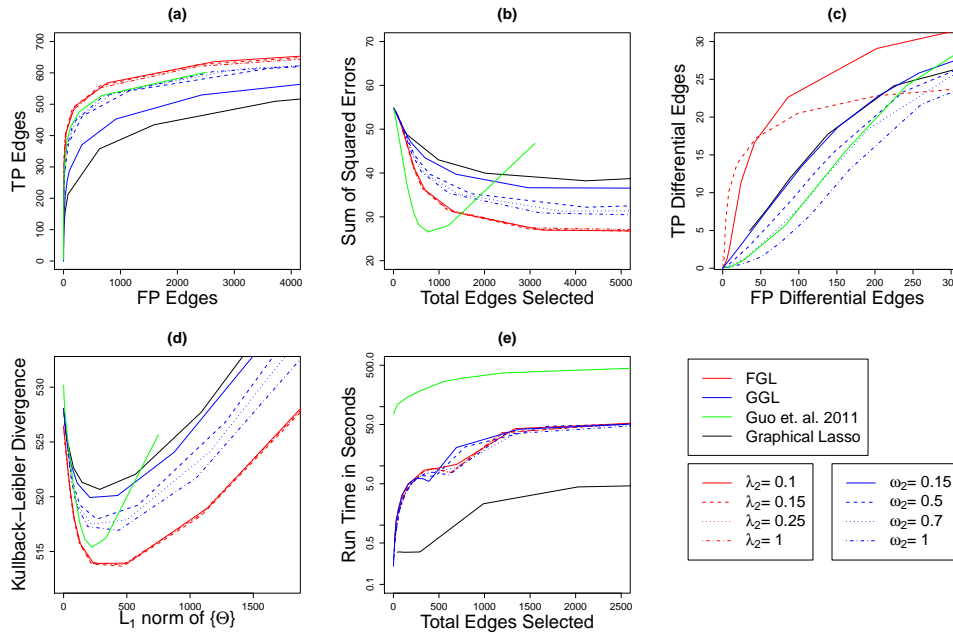 (a)
TP Edges
0 100 200 300 400 500 600 700
0 1000 2000 3000 4000
FP Edges
(b)
Sum of Squared Errors
20 30 40 50 60 70
0 1000 2000 3000 4000 5000
Total Edges Selected
(c)
TP Differential Edges
0 5 10 15 20 25 30
0 50 100 150 200 250 300
FP Differential Edges
(d)
Kullback−Leibler Divergence
515 520 525 530
0 500 1000 1500
L₁ norm of {Θ}
(e)
Run Time in Seconds
0.1 0.5 5.0 50.0 500.0
0 500 1000 1500 2000 2500
Total Edges Selected
FGL
GGL
Guo et. al. 2011
Graphical Lasso
λ₂= 0.1
λ₂= 0.15
λ₂= 0.25
λ₂= 1
ω₂= 0.15
ω₂= 0.5
ω₂= 0.7
ω₂= 1